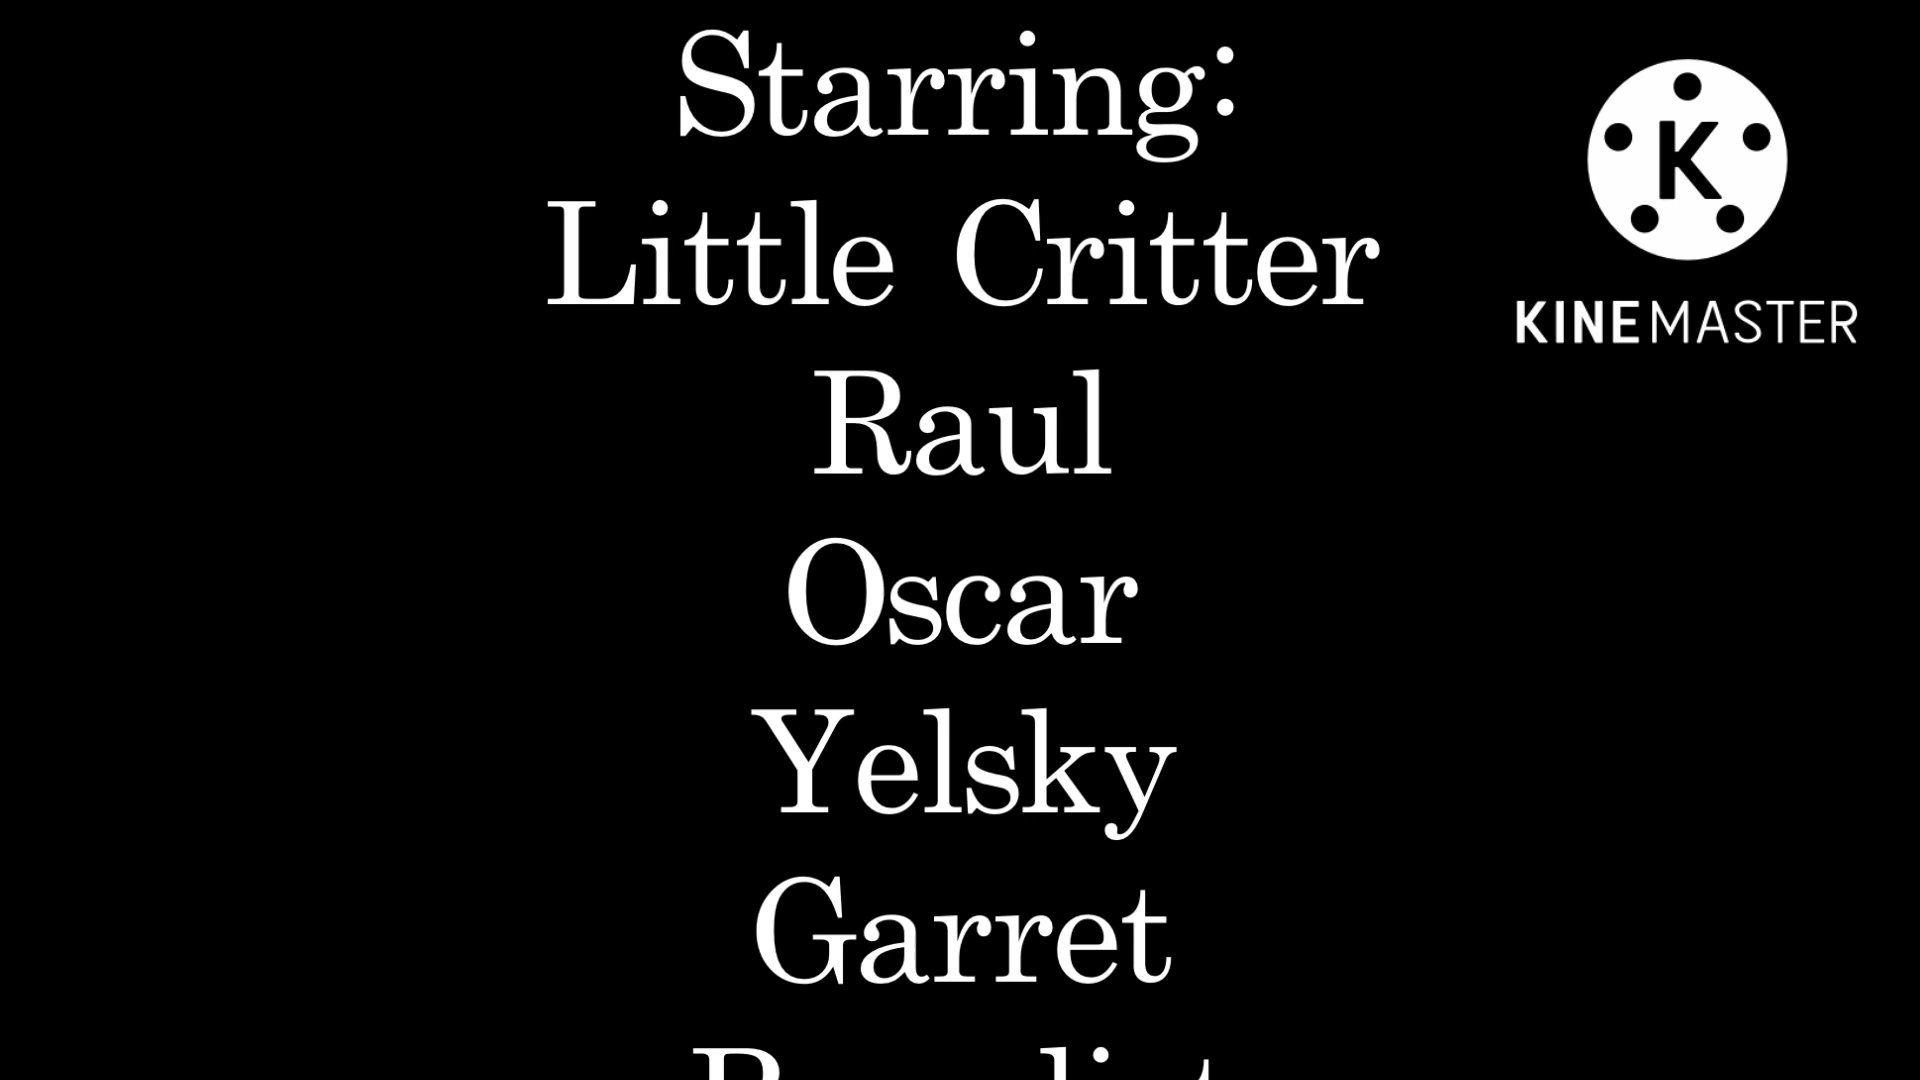 Starring:
Little Critter
Raul
Oscar
Yelsky
Garret
K
KINEMASTER